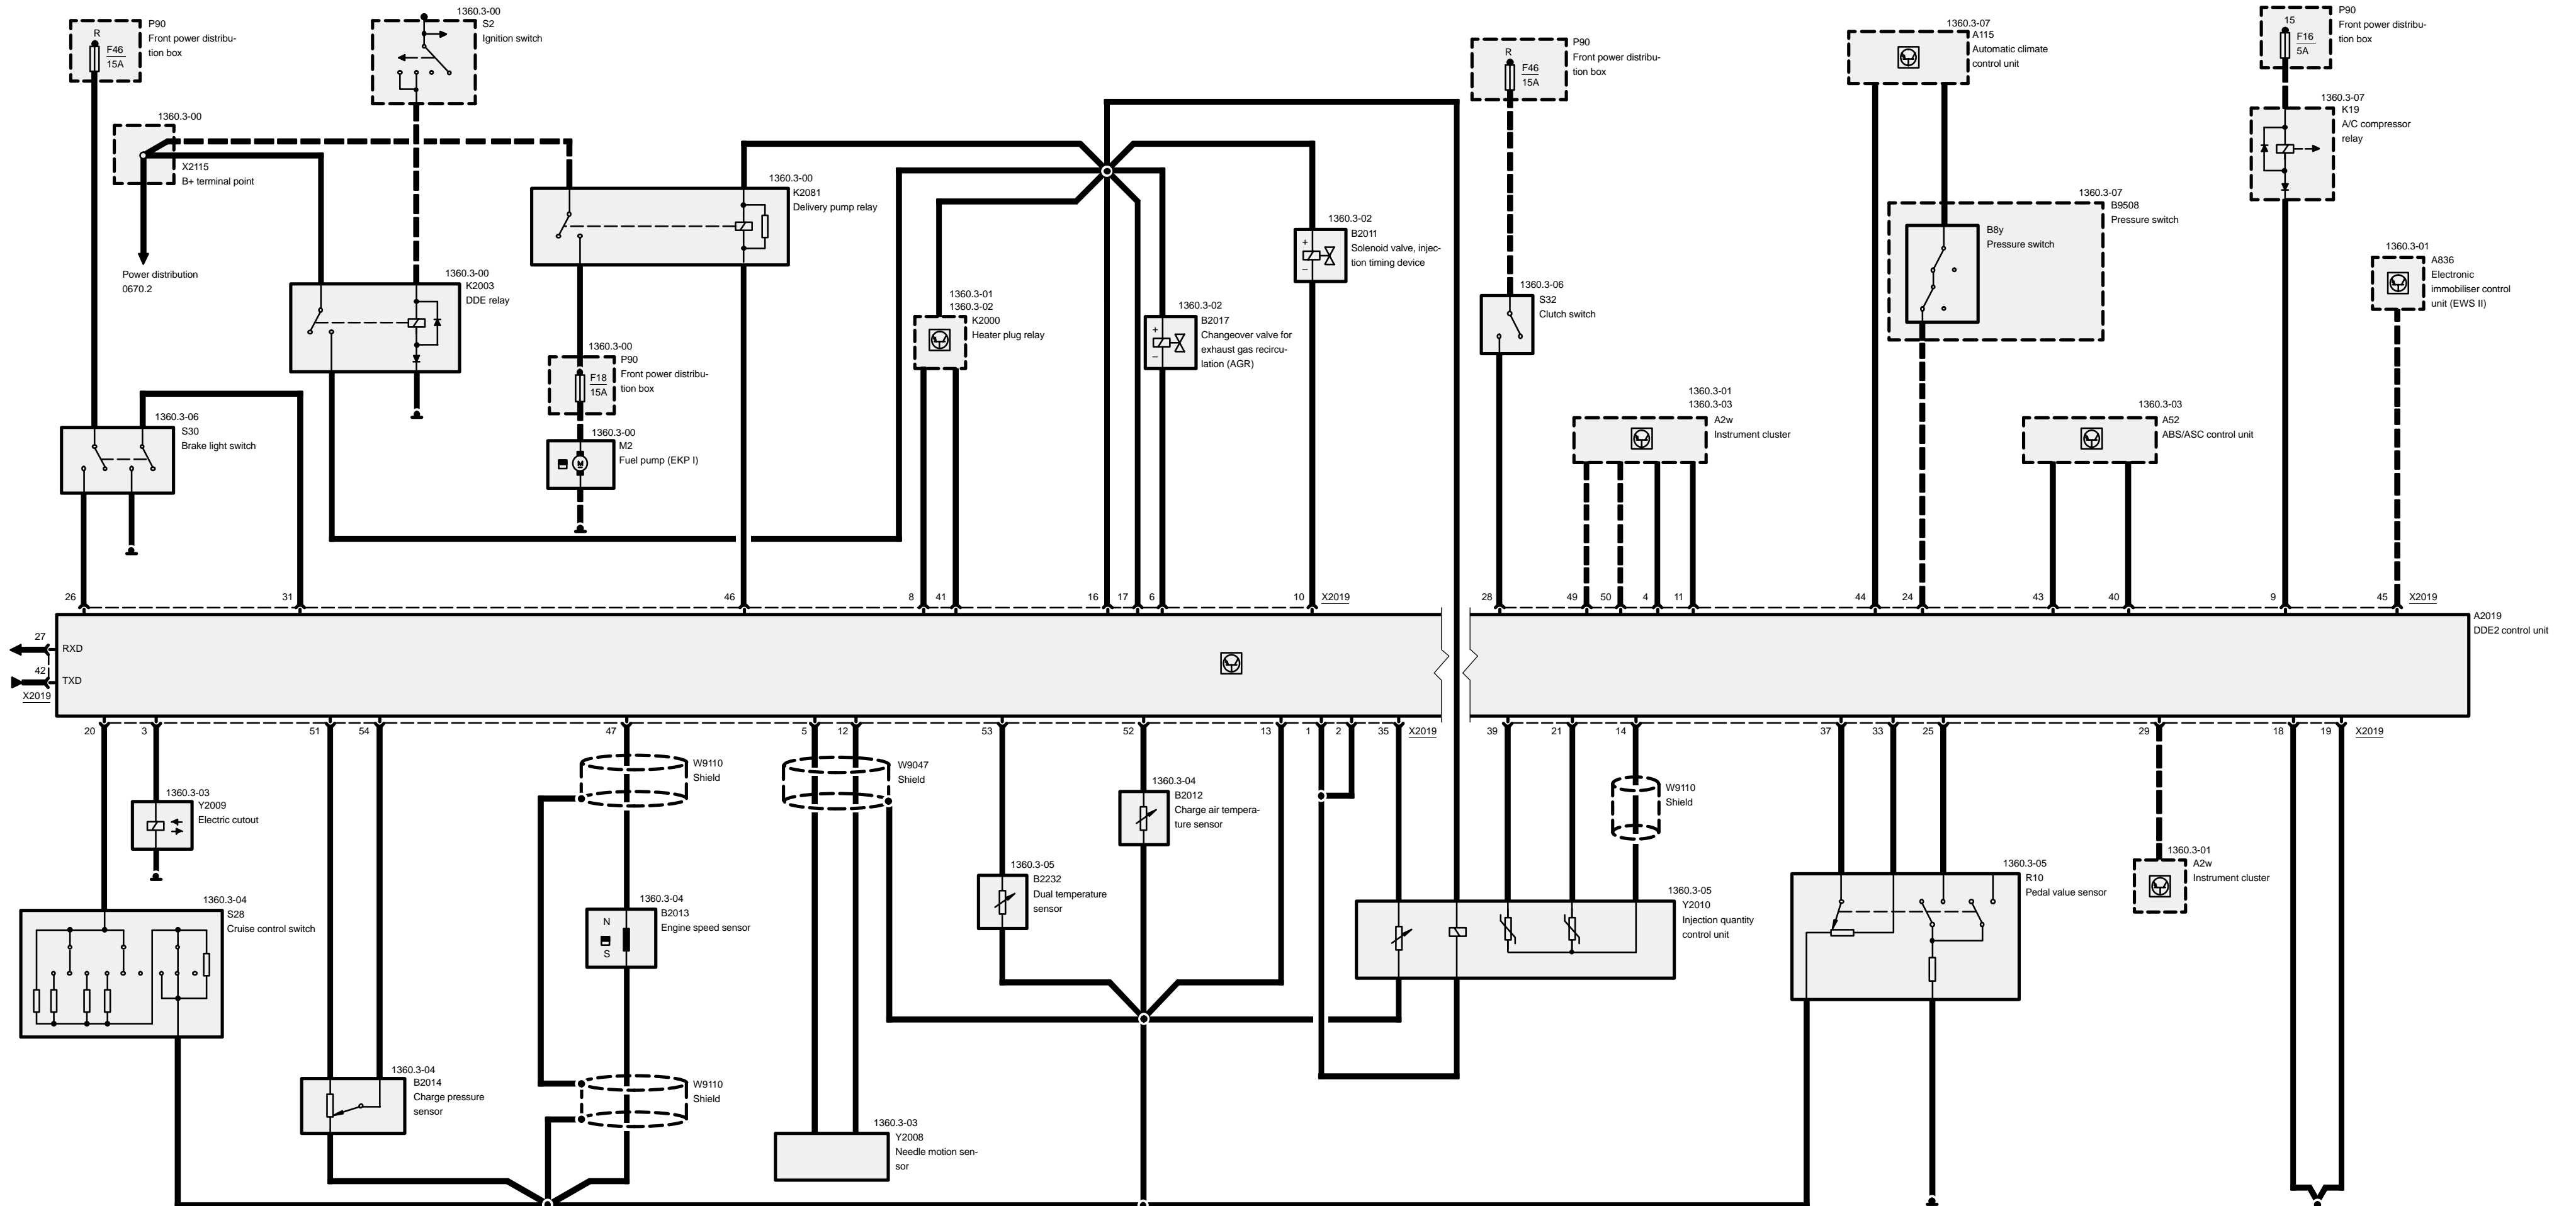 P90
Front power distribu-
tion box
R
F46
15A
1360.3-00
S2
Ignition switch
1360.3-00
X2115
B+ terminal point
Power distribution
0670.2
1360.3-00
K2003
DDE relay
1360.3-06
S30
Brake light switch
1360.3-00
K2081
Delivery pump relay
1360.3-00
P90
Front power distribu-
tion box
F18
15A
1360.3-00
M2
Fuel pump (EKP I)
M
1360.3-01
1360.3-02
K2000
Heater plug relay
1360.3-02
B2017
Changeover valve for
exhaust gas recircu-
lation (AGR)
+
−
1360.3-02
B2011
Solenoid valve, injec-
tion timing device
+
−
P90
Front power distribu-
tion box
R
F46
15A
1360.3-06
S32
Clutch switch
1360.3-01
1360.3-03
A2w
Instrument cluster
1360.3-07
A115
Automatic climate
control unit
1360.3-07
B9508
Pressure switch
B8y
Pressure switch
1360.3-03
A52
ABS/ASC control unit
P90
Front power distribu-
tion box
15
F16
5A
1360.3-07
K19
A/C compressor
relay
1360.3-01
A836
Electronic
immobiliser control
unit (EWS II)
26
31
46
8
41
16
17
6
10
X2019
28
49
50
4
11
44
24
43
40
9
45
X2019
A2019
DDE2 control unit
27
RXD
42
TXD
X2019
20
3
51
54
47
5
12
53
52
13
1
2
35
X2019
39
21
14
37
33
25
29
18
19
X2019
1360.3-03
Y2009
Electric cutout
1360.3-04
S28
Cruise control switch
1360.3-04
B2014
Charge pressure
sensor
W9110
Shield
1360.3-04
B2013
Engine speed sensor
N
S
W9110
Shield
W9047
Shield
1360.3-03
Y2008
Needle motion sen-
sor
1360.3-05
B2232
Dual temperature
sensor
1360.3-04
B2012
Charge air tempera-
ture sensor
W9110
Shield
1360.3-05
Y2010
Injection quantity
control unit
1360.3-05
R10
Pedal value sensor
1360.3-01
A2w
Instrument cluster